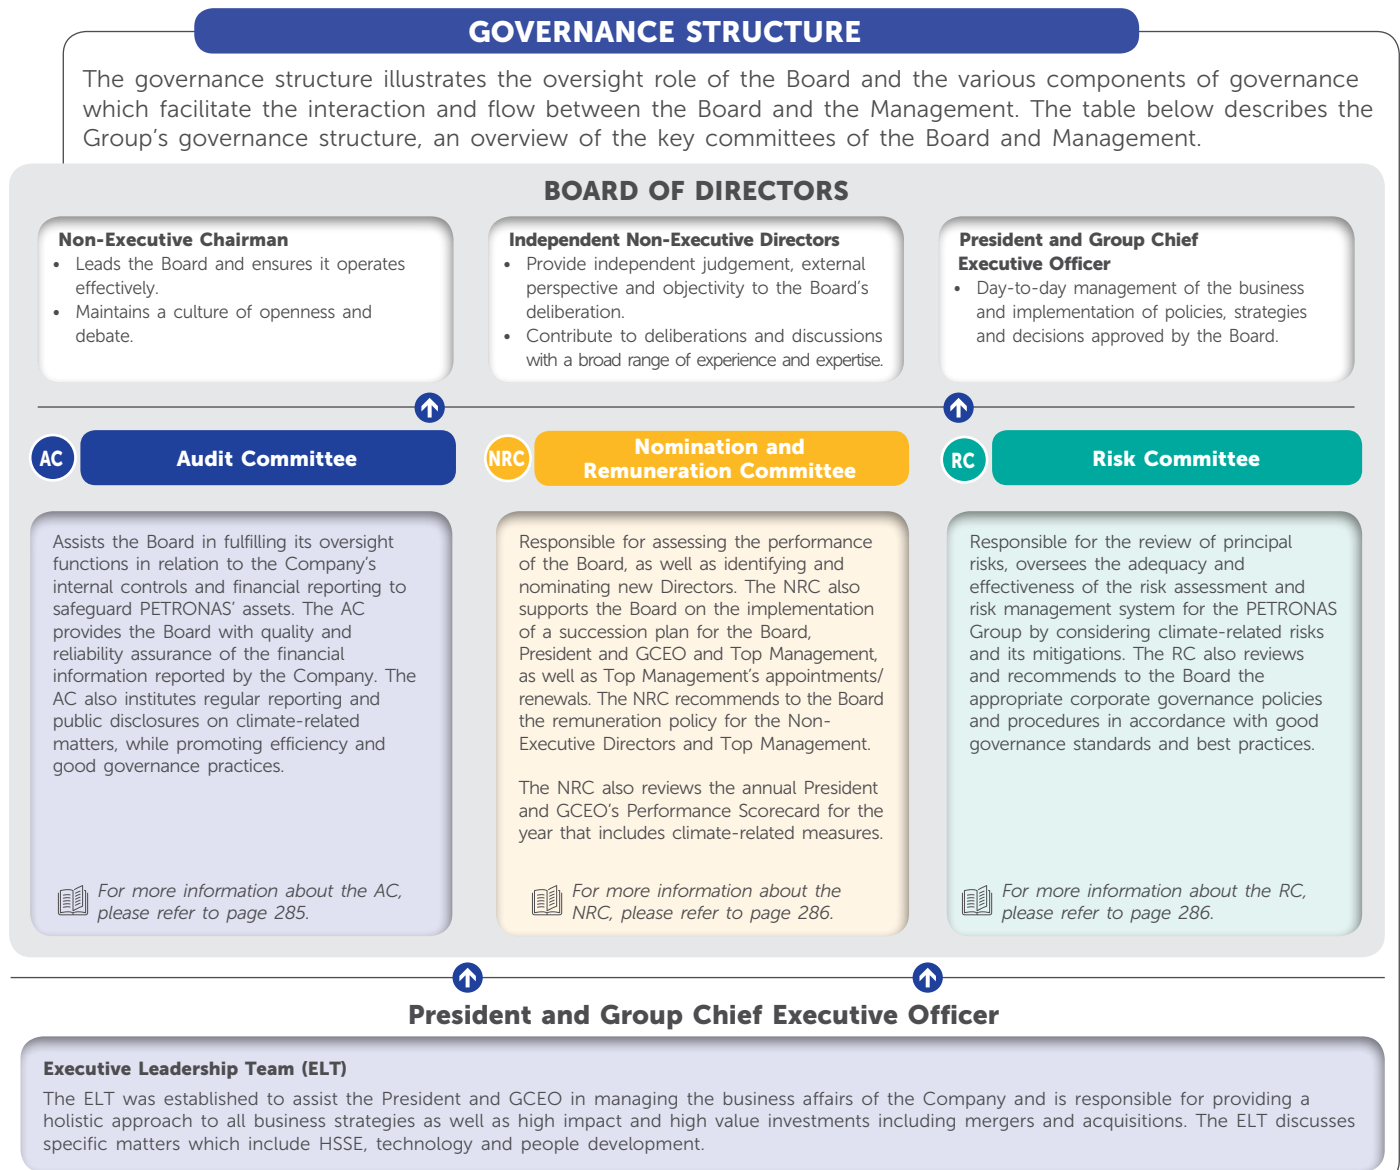 GOVERNANCE STRUCTURE
The governance structure illustrates the oversight role of the Board and the various components of governance
which facilitate the interaction and flow between the Board and the Management. The table below describes the
Group's governance structure, an overview of the key committees of the Board and Management.
BOARD OF DIRECTORS
Non-Executive Chairman
• Leads the Board and ensures it operates
effectively.
• Maintains a culture of openness and
debate.
Independent Non-Executive Directors
• Provide independent judgement, external
perspective and objectivity to the Board's
deliberation.
• Contribute to deliberations and discussions
with a broad range of experience and expertise.
President and Group Chief
Executive Officer
• Day-to-day management of the business
and implementation of policies, strategies
and decisions approved by the Board.
AC
Audit Committee
Assists the Board in fulfilling its oversight
functions in relation to the Company's
internal controls and financial reporting to
safeguard PETRONAS' assets. The AC
provides the Board with quality and
reliability assurance of the financial
information reported by the Company. The
AC also institutes regular reporting and
public disclosures on climate-related
matters, while promoting efficiency and
good governance practices.
For more information about the AC,
please refer to page 285.
NRC
Nomination and
Remuneration Committee
Responsible for assessing the performance
of the Board, as well as identifying and
nominating new Directors. The NRC also
supports the Board on the implementation
of a succession plan for the Board,
President and GCEO and Top Management,
as well as Top Management's appointments/
renewals. The NRC recommends to the Board
the remuneration policy for the Non-
Executive Directors and Top Management.
The NRC also reviews the annual President
and GCEO's Performance Scorecard for the
year that includes climate-related measures.
For more information about the
NRC, please refer to page 286.
RC
Risk Committee
Responsible for the review of principal
risks, oversees the adequacy and
effectiveness of the risk assessment and
risk management system for the PETRONAS
Group by considering climate-related risks
and its mitigations. The RC also reviews
and recommends to the Board the
appropriate corporate governance policies
and procedures in accordance with good
governance standards and best practices.
For more information about the RC,
please refer to page 286.
President and Group Chief Executive Officer
Executive Leadership Team (ELT)
The ELT was established to assist the President and GCEO in managing the business affairs of the Company and is responsible for providing a
holistic approach to all business strategies as well as high impact and high value investments including mergers and acquisitions. The ELT discusses
specific matters which include HSSE, technology and people development.